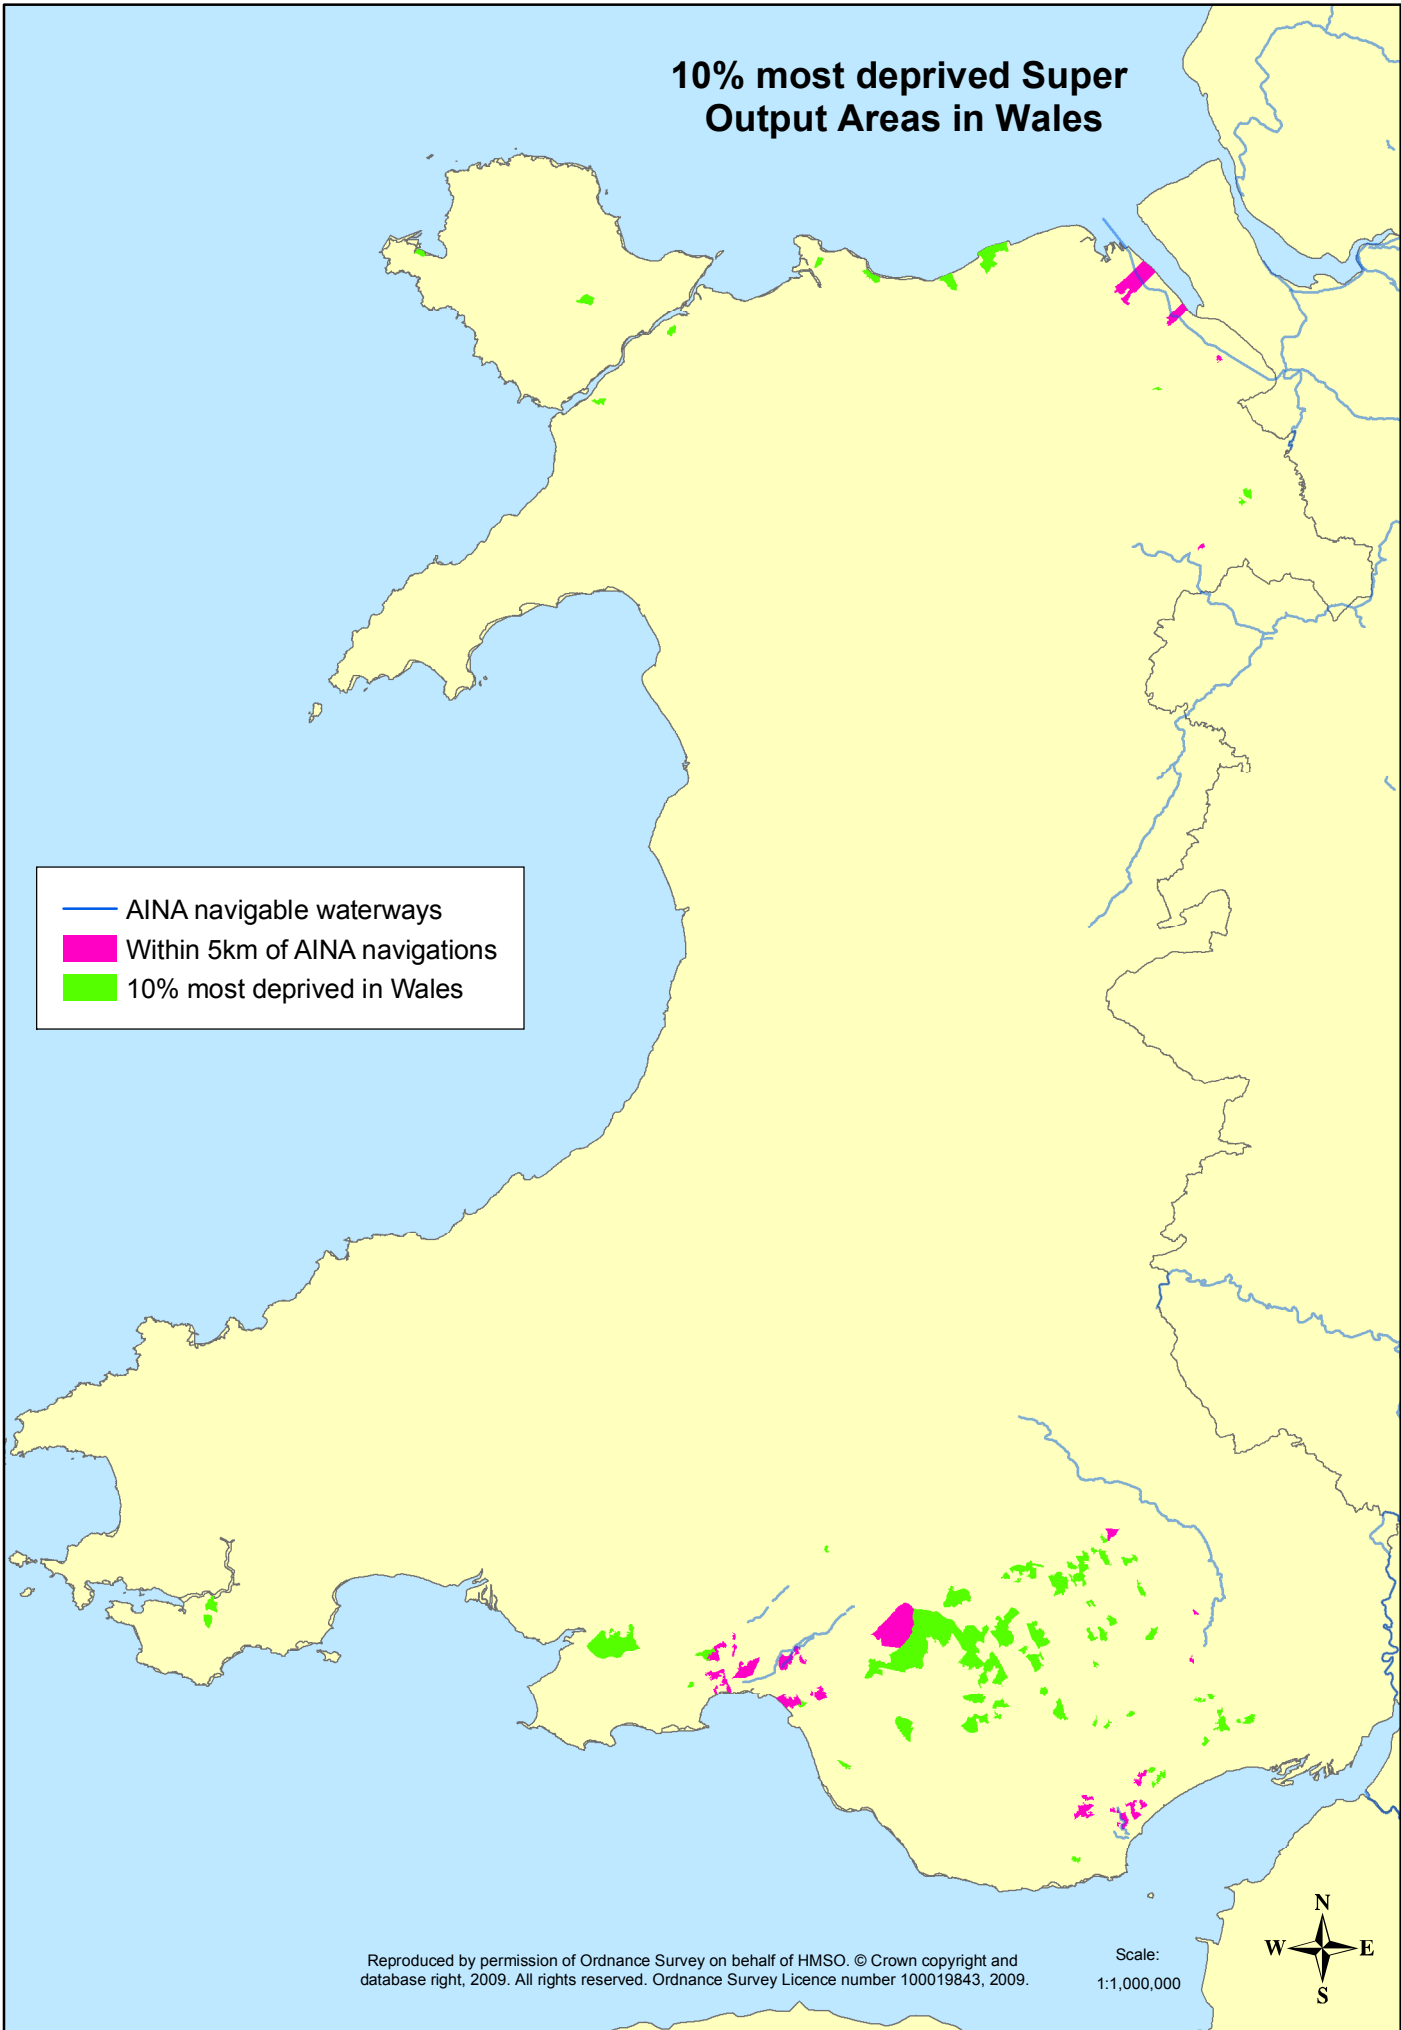 10% most deprived Super
Output Areas in Wales
AINA navigable waterways
Within 5km of AINA navigations
10% most deprived in Wales
Reproduced by permission of Ordnance Survey on behalf of HMSO. © Crown copyright and
database right, 2009. All rights reserved. Ordnance Survey Licence number 100019843, 2009.
Scale:
1:1,000,000
N
W E
S